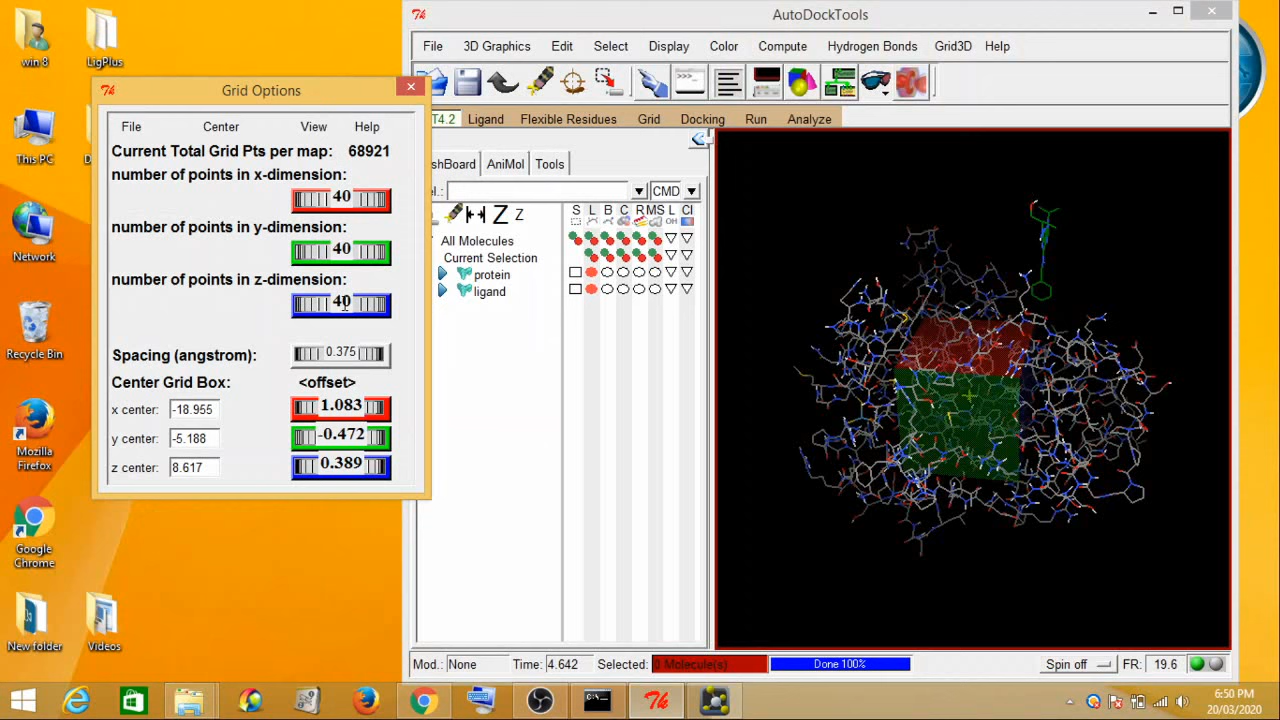 win 8
LigPlus
This PC
Network
Recycle Bin
Mozilla
Firefox
Google
Chrome
New folder
Videos
Grid Options
File Center View Help
Current Total Grid Pts per map: 68921
number of points in x-dimension:
40
number of points in y-dimension:
40
number of points in z-dimension:
40
Spacing (angstrom): 0.375
Center Grid Box: <offset>
x center: -18.955 1.083
y center: -5.188 -0.472
z center: 8.617 0.389
AutoDockTools
File 3D Graphics Edit Select Display Color Compute Hydrogen Bonds Grid3D Help
T4.2 Ligand Flexible Residues Grid Docking Run Analyze
shBoard AniMol Tools
el.: CMD
Z Z S L B C R MS L Cl
All Molecules
Current Selection
protein
ligand
Mod.: None Time: 4.642 Selected: 0 Molecule(s) Done 100% Spin off FR: 19.6
6:50 PM
20/03/2020